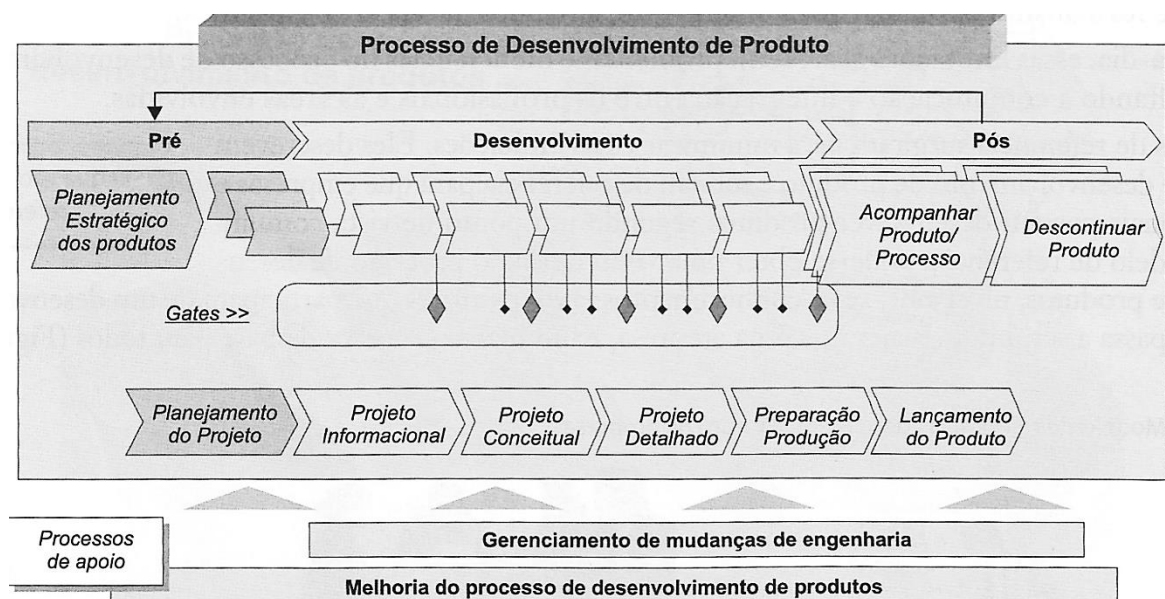 Processo de Desenvolvimento de Produto
Pré
Desenvolvimento
Pós
Planejamento
Estratégico
dos produtos
Acompanhar
Produto/
Processo
Descontinuar
Produto
Gates >>
Planejamento
do Projeto
Projeto
Informacional
Projeto
Conceitual
Projeto
Detalhado
Preparação
Produção
Lançamento
do Produto
Processos
de apoio
Gerenciamento de mudanças de engenharia
Melhoria do processo de desenvolvimento de produtos